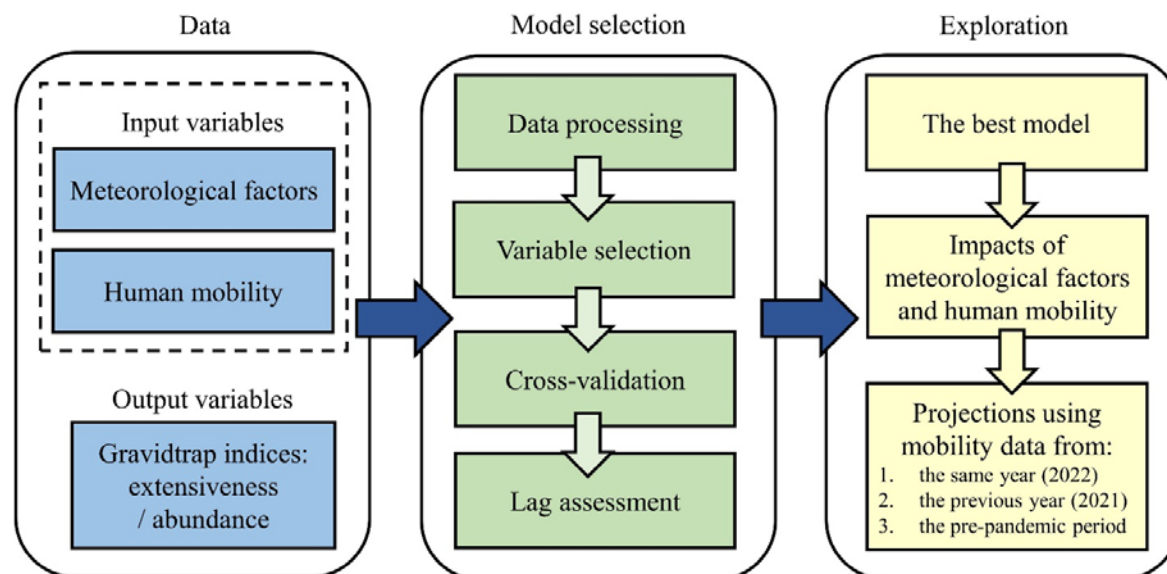 Data
Input variables
Meteorological factors
Human mobility
Output variables
Gravidtrap indices:
extensiveness
/ abundance
Model selection
Data processing
Variable selection
Cross-validation
Lag assessment
Exploration
The best model
Impacts of
meteorological factors
and human mobility
Projections using
mobility data from:
1. the same year (2022)
2. the previous year (2021)
3. the pre-pandemic period